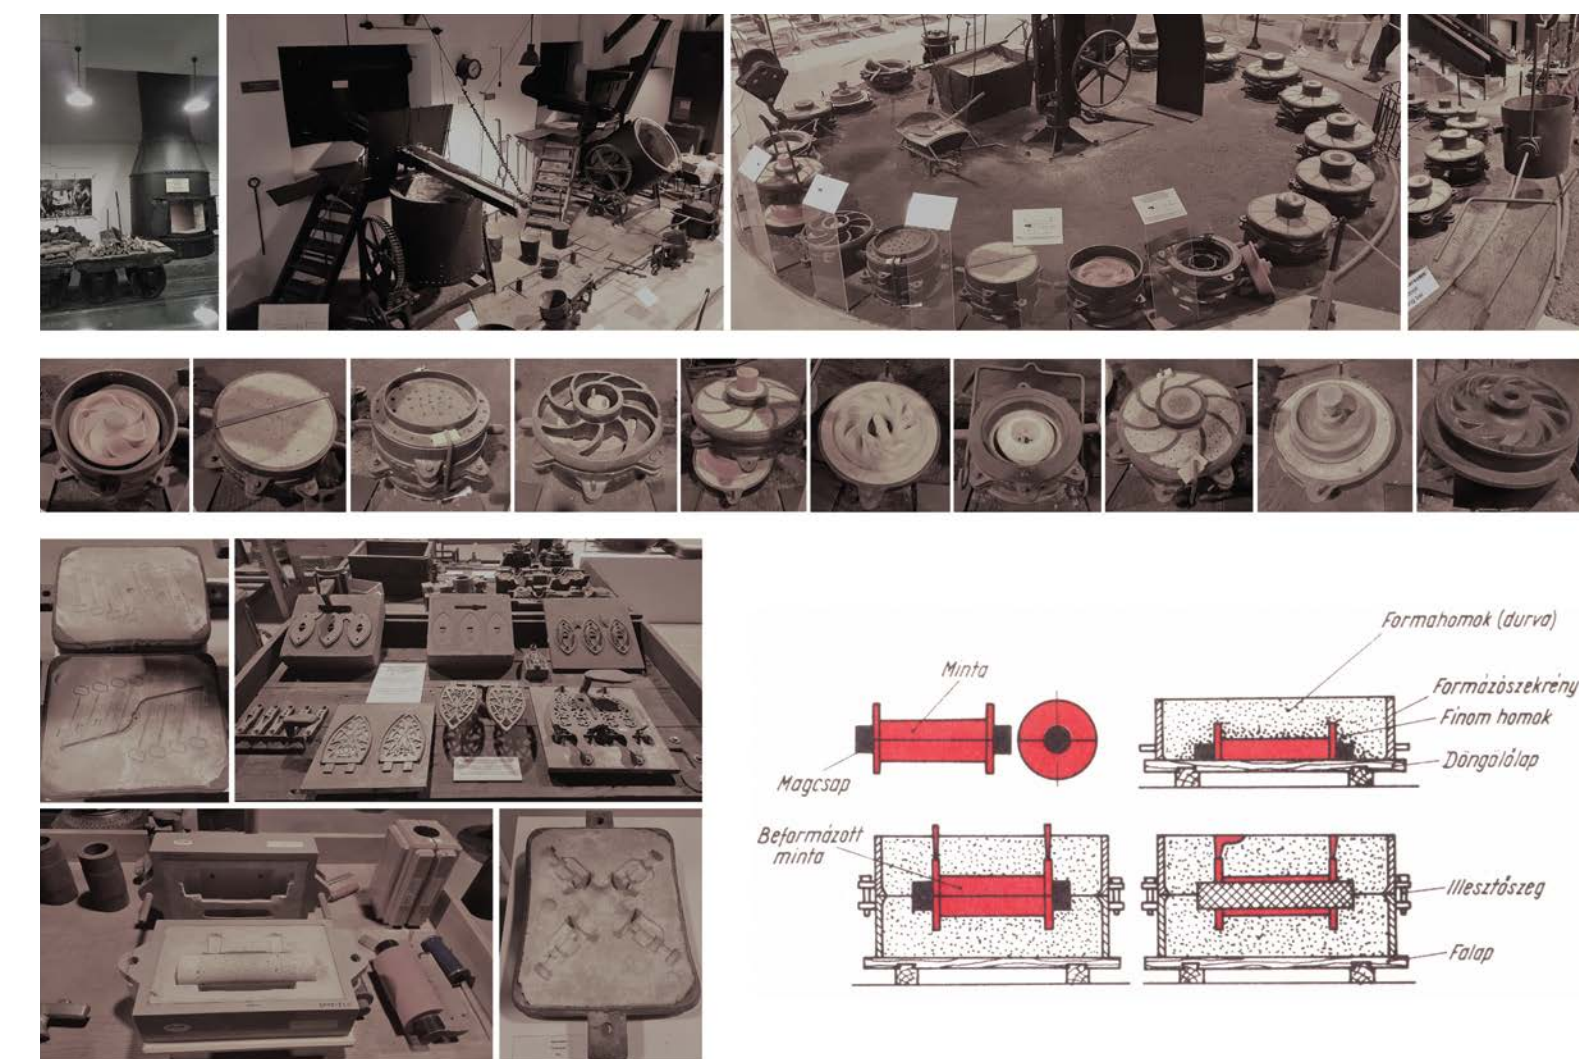 Formahomok (durva)
Minta
Formázószekrény
Finom homok
Döngölőlap
Magcsap
Beformázott
minta
Illesztőszeg
Falap